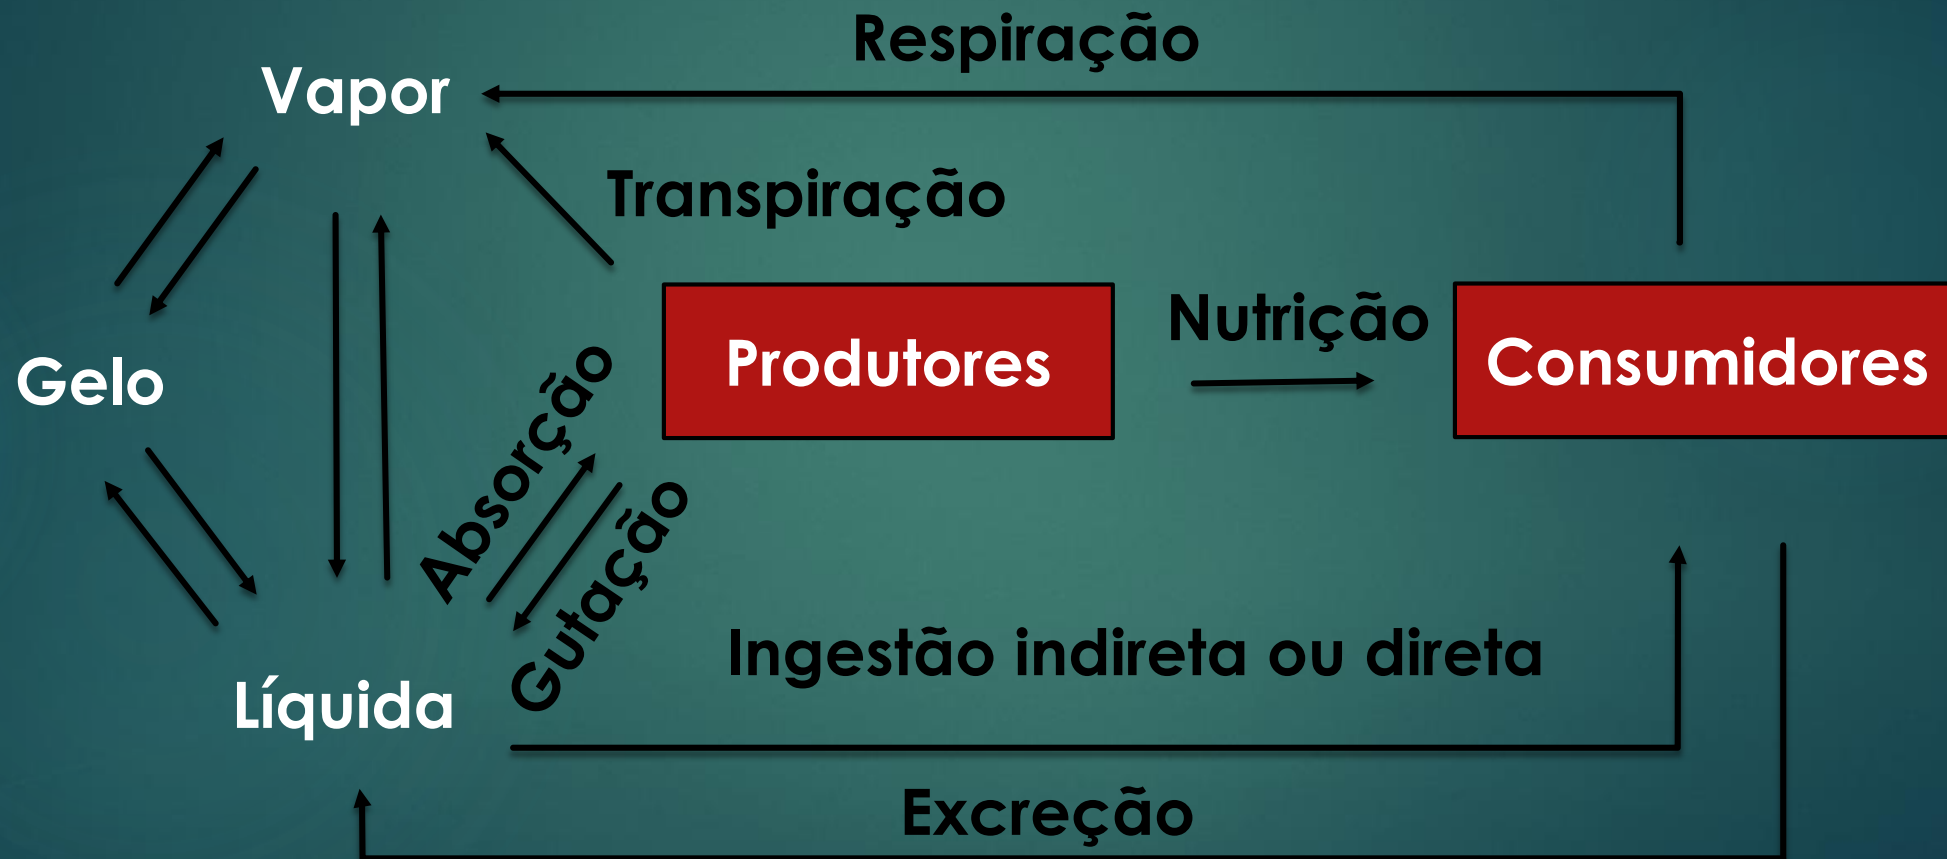 Respiração
Vapor
Transpiração
Nutrição
Produtores
Consumidores
Gelo
Absorção
Gutação
Ingestão indireta ou direta
Líquida
Excreção